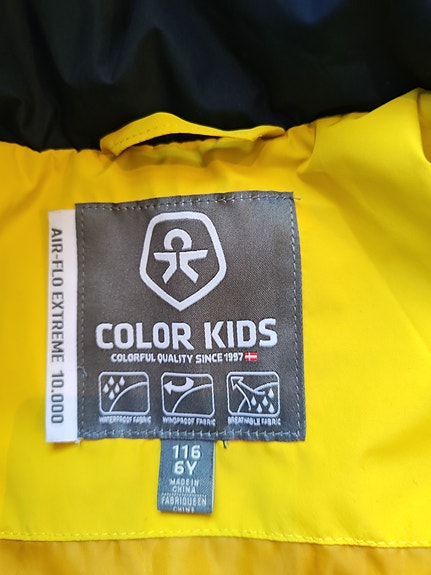 AIR-FLO EXTREME 10.000
COLOR KIDS
COLORFUL QUALITY SINCE 1997
WATERPROOF FABRIC
WINDPROOF FABRIC
BREATHABLE FABRIC
116
6Y
MADE IN
CHINA
FABRIQUÉ EN
CHINE